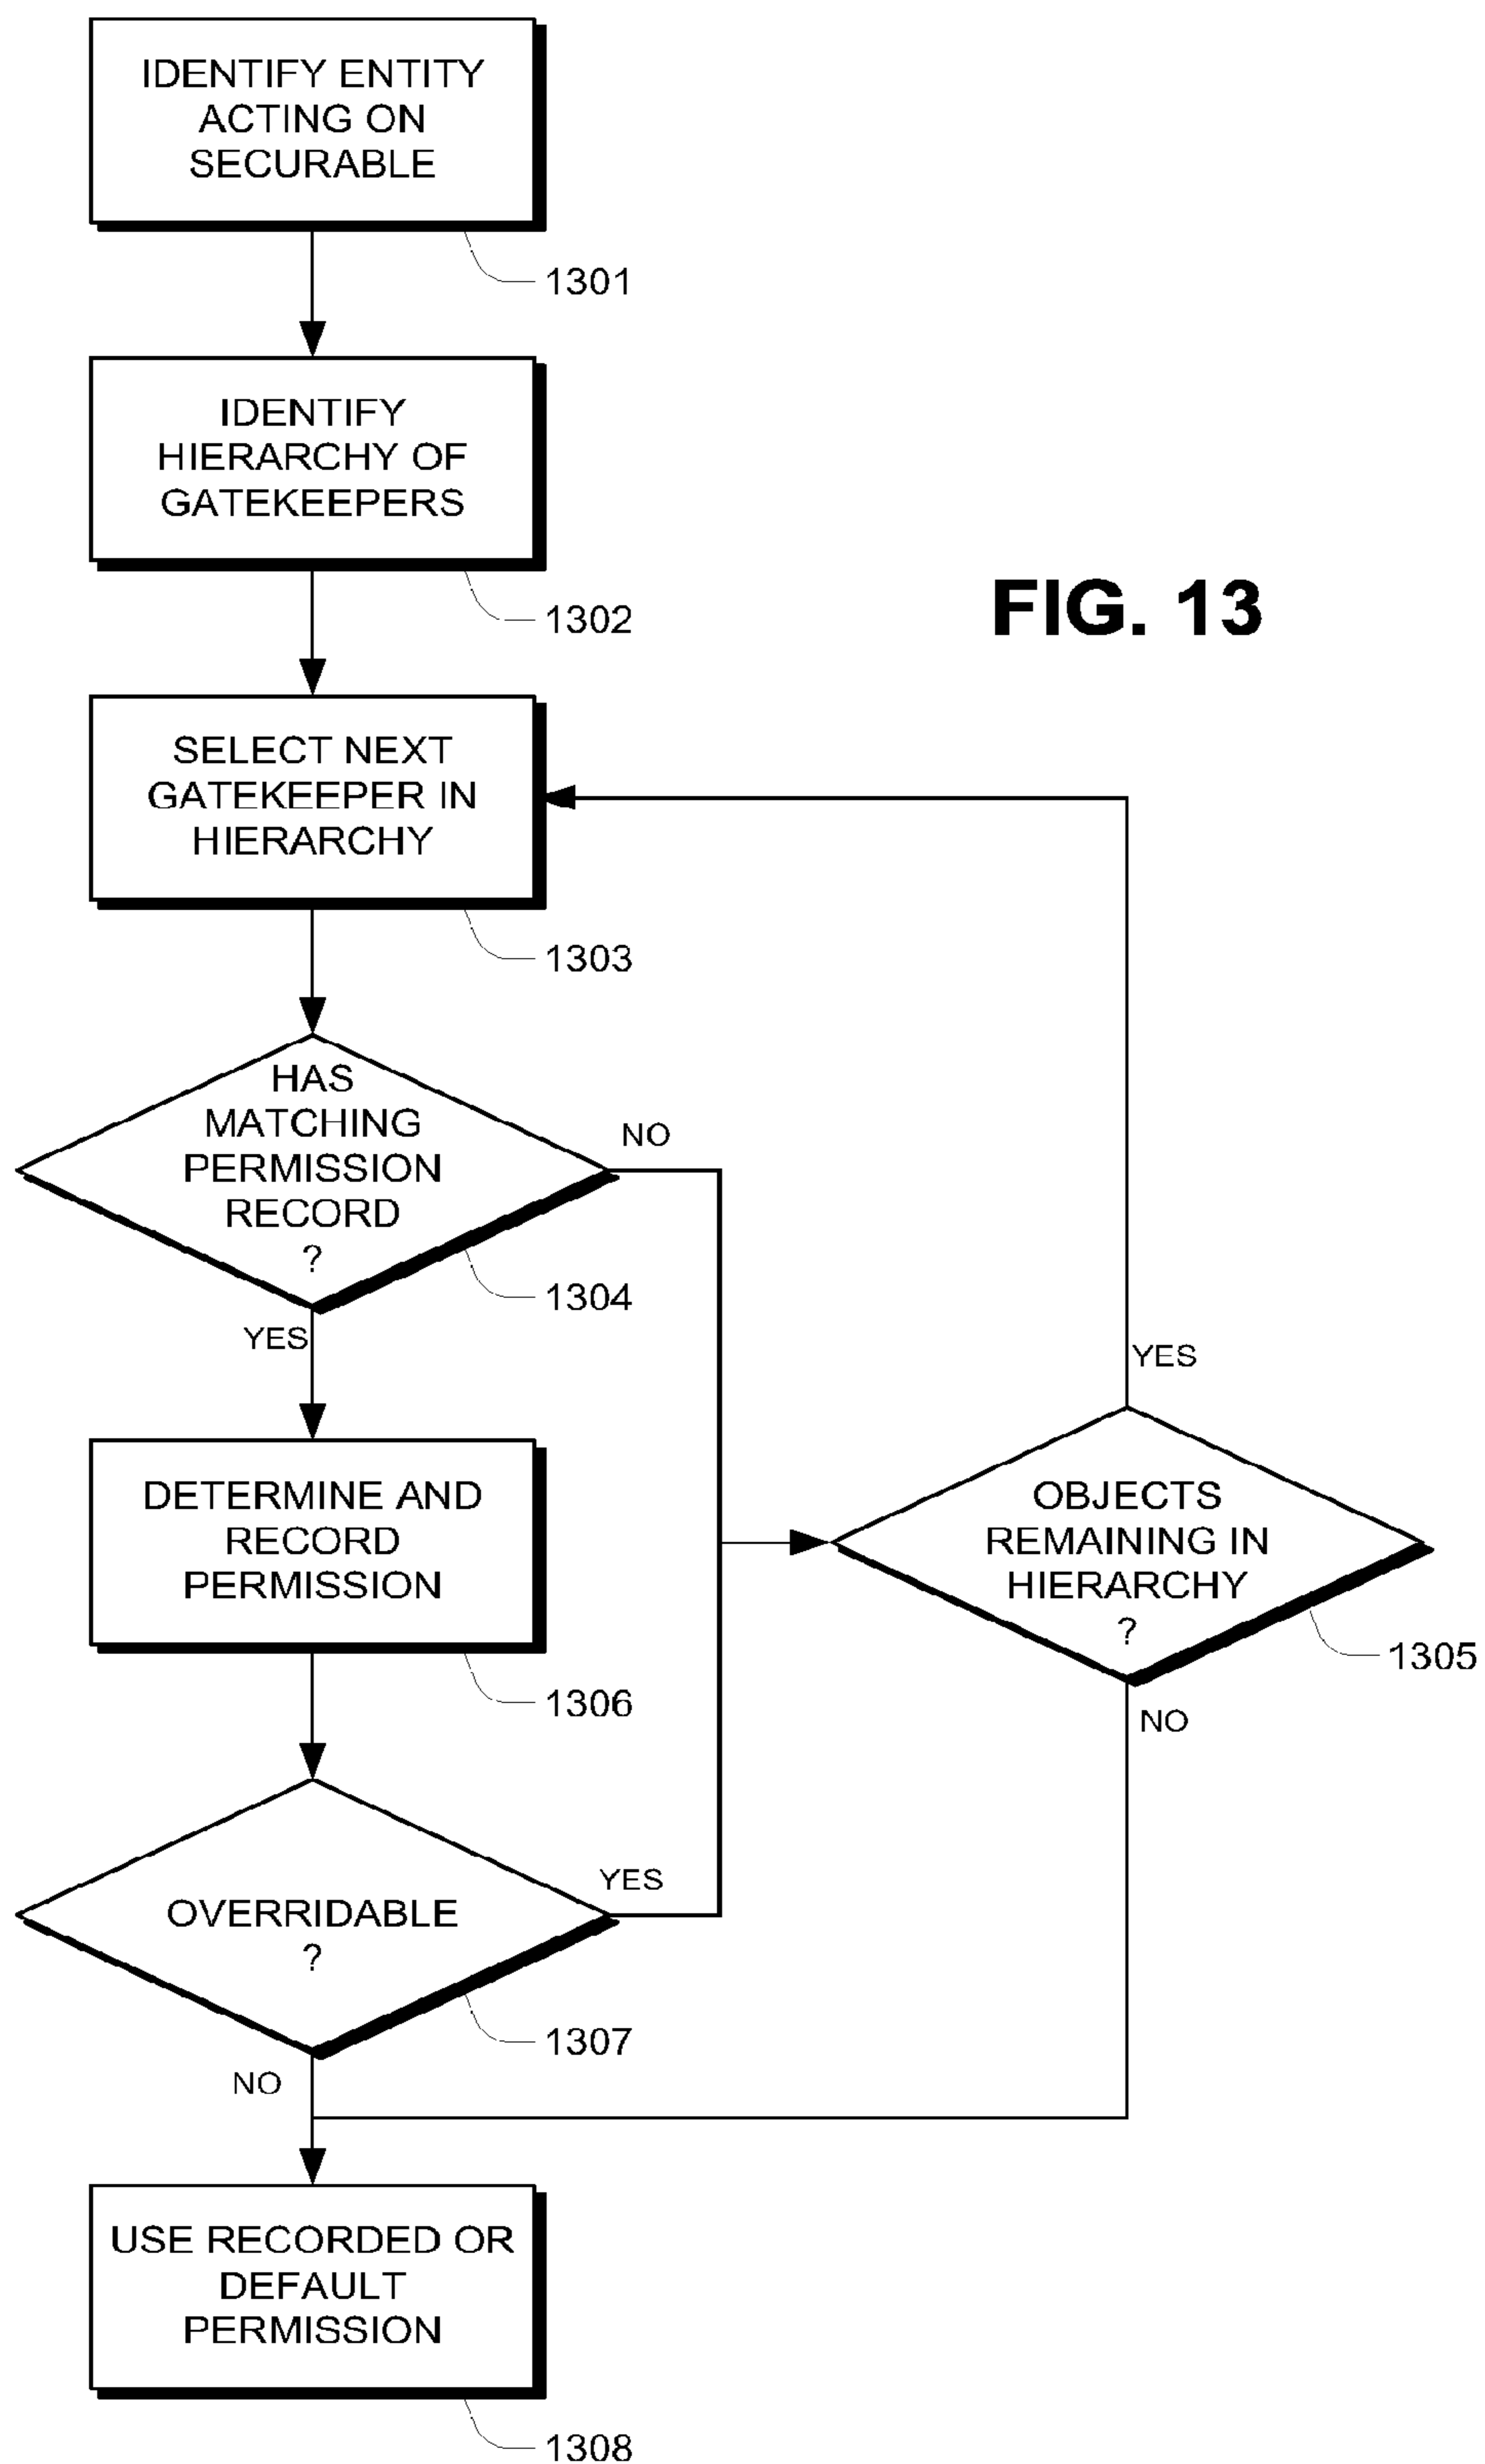 IDENTIFY ENTITY
ACTING ON
SECURABLE
1301
IDENTIFY
HIERARCHY OF
GATEKEEPERS
1302
FIG. 13
SELECT NEXT
GATEKEEPER IN
HIERARCHY
1303
HAS
MATCHING
PERMISSION
RECORD
?
NO
1304
YES
YES
DETERMINE AND
RECORD
PERMISSION
1306
OBJECTS
REMAINING IN
HIERARCHY
?
1305
NO
OVERRIDABLE
?
YES
1307
NO
USE RECORDED OR
DEFAULT
PERMISSION
1308